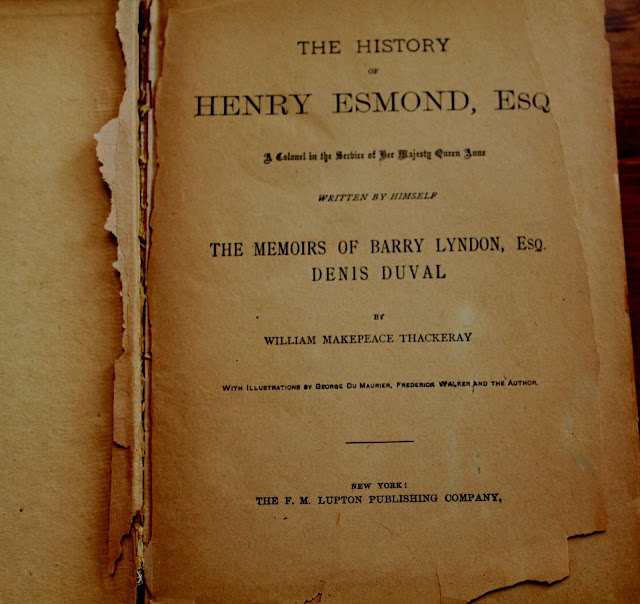 THE HISTORY
OF
HENRY ESMOND, ESQ
A Colonel in the Service of Her Majesty Queen Anne
WRITTEN BY HIMSELF
THE MEMOIRS OF BARRY LYNDON, ESQ.
DENIS DUVAL
BY
WILLIAM MAKEPEACE THACKERAY
WITH ILLUSTRATIONS BY GEORGE DU MAURIER, FREDERICK WALKER AND THE AUTHOR.
NEW YORK:
THE F. M. LUPTON PUBLISHING COMPANY,